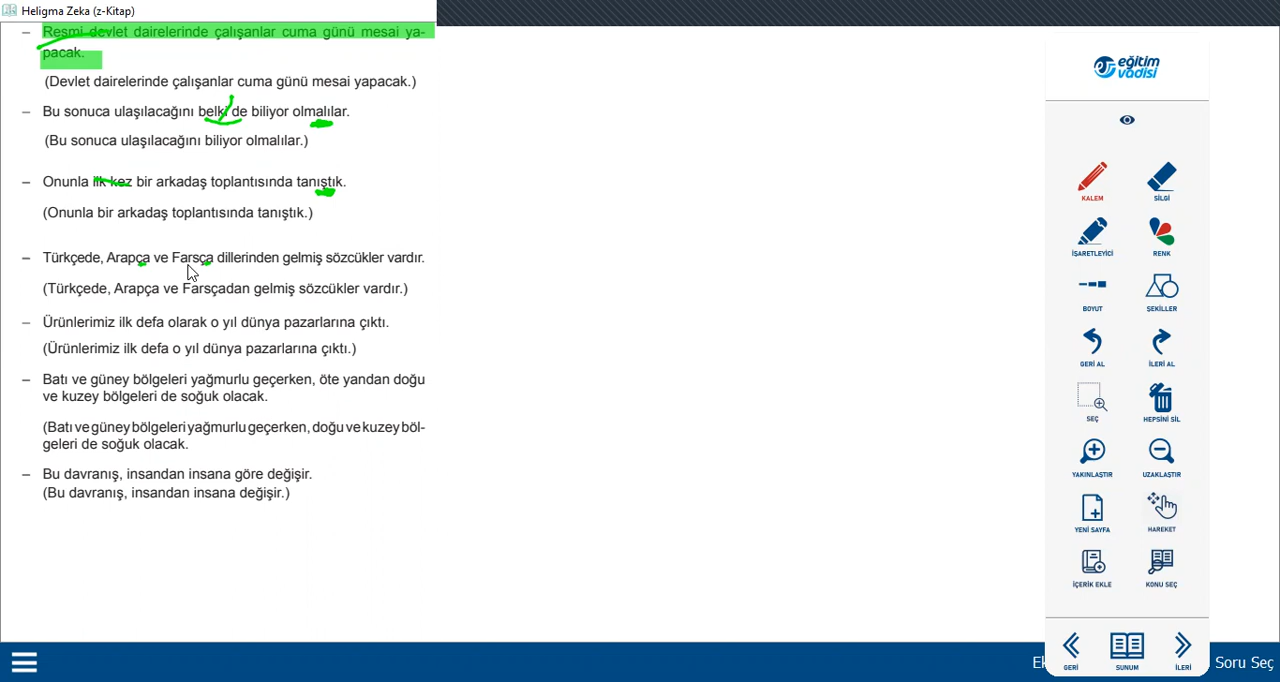 Heligma Zeka (z-Kitap)
– Resmi devlet dairelerinde çalışanlar cuma günü mesai ya-
pacak.
(Devlet dairelerinde çalışanlar cuma günü mesai yapacak.)
– Bu sonuca ulaşılacağını belki de biliyor olmalılar.
(Bu sonuca ulaşılacağını biliyor olmalılar.)
– Onunla ilk kez bir arkadaş toplantısında tanıştık.
(Onunla bir arkadaş toplantısında tanıştık.)
– Türkçede, Arapça ve Farsça dillerinden gelmiş sözcükler vardır.
(Türkçede, Arapça ve Farsçadan gelmiş sözcükler vardır.)
– Ürünlerimiz ilk defa olarak o yıl dünya pazarlarına çıktı.
(Ürünlerimiz ilk defa o yıl dünya pazarlarına çıktı.)
– Batı ve güney bölgeleri yağmurlu geçerken, öte yandan doğu
ve kuzey bölgeleri de soğuk olacak.
(Batı ve güney bölgeleri yağmurlu geçerken, doğu ve kuzey böl-
geleri de soğuk olacak.
– Bu davranış, insandan insana göre değişir.
(Bu davranış, insandan insana değişir.)
eğitim
vadisi
KALEM SİLGİ
İŞARETLEYİCİ RENK
BOYUT ŞEKİLLER
GERİ AL İLERİ AL
SEÇ HEPSİNİ SİL
YAKINLAŞTIR UZAKLAŞTIR
YENİ SAYFA HAREKET
İÇERİK EKLE KONU SEÇ
GERİ SUNUM İLERİ
Soru Seç